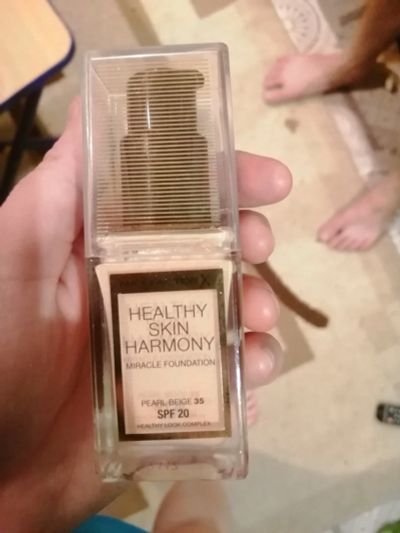 HEALTHY
SKIN
HARMONY
MIRACLE FOUNDATION
PEARL BEIGE 35
SPF 20
HEALTHY LOOK COMPLEX